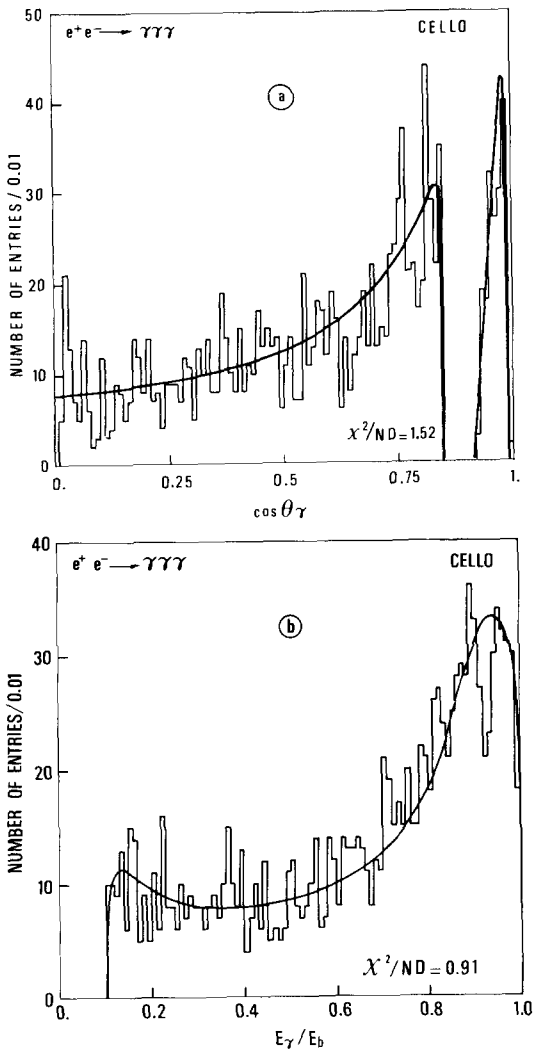 e+ e- → γγγ CELLO
a
NUMBER OF ENTRIES/0.01
50
40
30
20
10
0
χ²/ND=1.52
0. 0.25 0.5 0.75 1.
cos θγ
e+ e- → γγγ CELLO
b
NUMBER OF ENTRIES/0.01
40
30
20
10
0
χ²/ND = 0.91
0. 0.2 0.4 0.6 0.8 1.0
Eγ/Eb